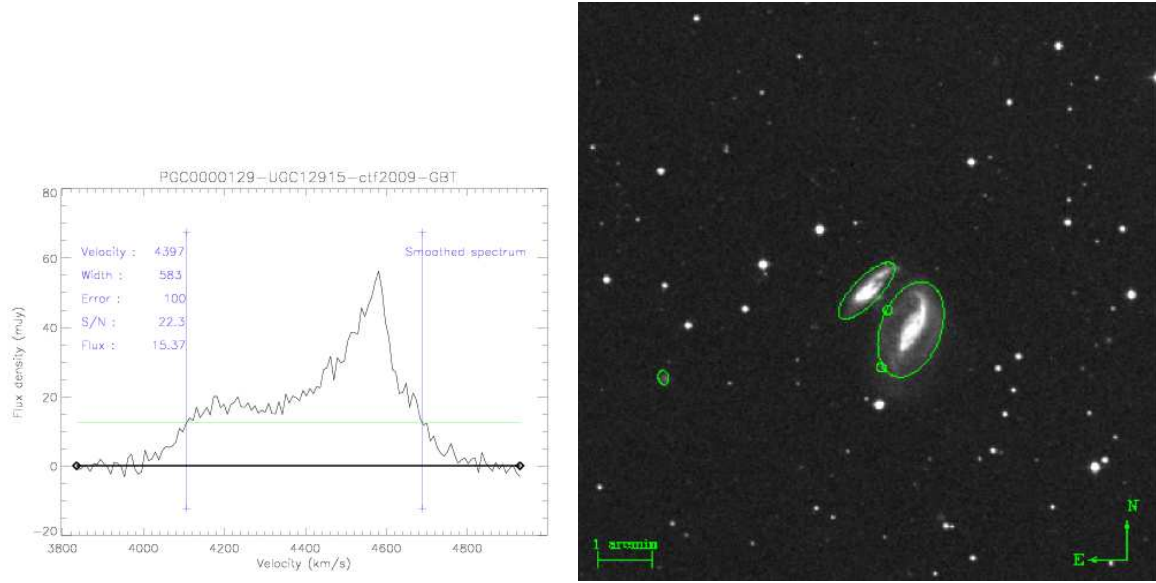 PGC0000129-UGC12915-ctf2009-GBT
80
Velocity : 4397
Smoothed spectrum
Width : 583
60
Error : 100
S/N : 22.3
Flux : 15.37
40
20
0
-20
Flux density (mJy)
3800 4000 4200 4400 4600 4800
Velocity (km/s)
1 arcmin
N
E